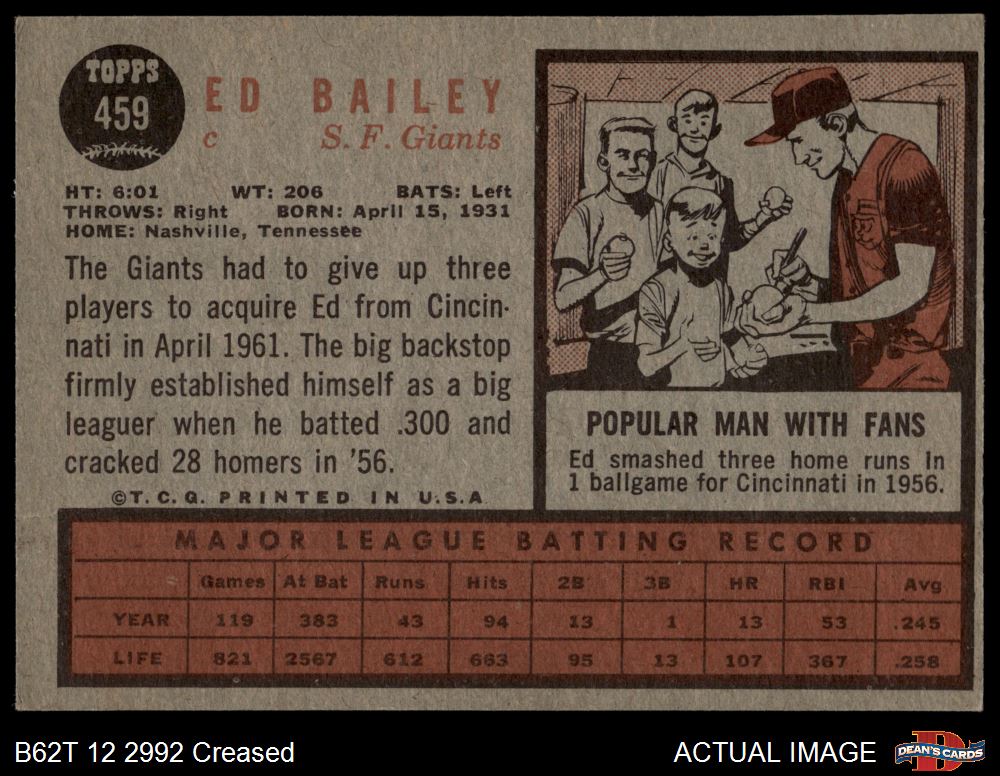 TOPPS
459
ED BAILEY
c S. F. Giants
HT: 6:01 WT: 206 BATS: Left
THROWS: Right BORN: April 15, 1931
HOME: Nashville, Tennessee
The Giants had to give up three
players to acquire Ed from Cincin-
nati in April 1961. The big backstop
firmly established himself as a big
leaguer when he batted .300 and
cracked 28 homers in '56.
©T.C.G. PRINTED IN U.S.A
POPULAR MAN WITH FANS
Ed smashed three home runs in
1 ballgame for Cincinnati in 1956.
MAJOR LEAGUE BATTING RECORD
Games At Bat Runs Hits 2B 3B HR RBI Avg
YEAR 119 383 43 94 13 1 13 53 .245
LIFE 821 2567 612 663 95 13 107 367 .258
B62T 12 2992 Creased
ACTUAL IMAGE
DEAN'S CARDS